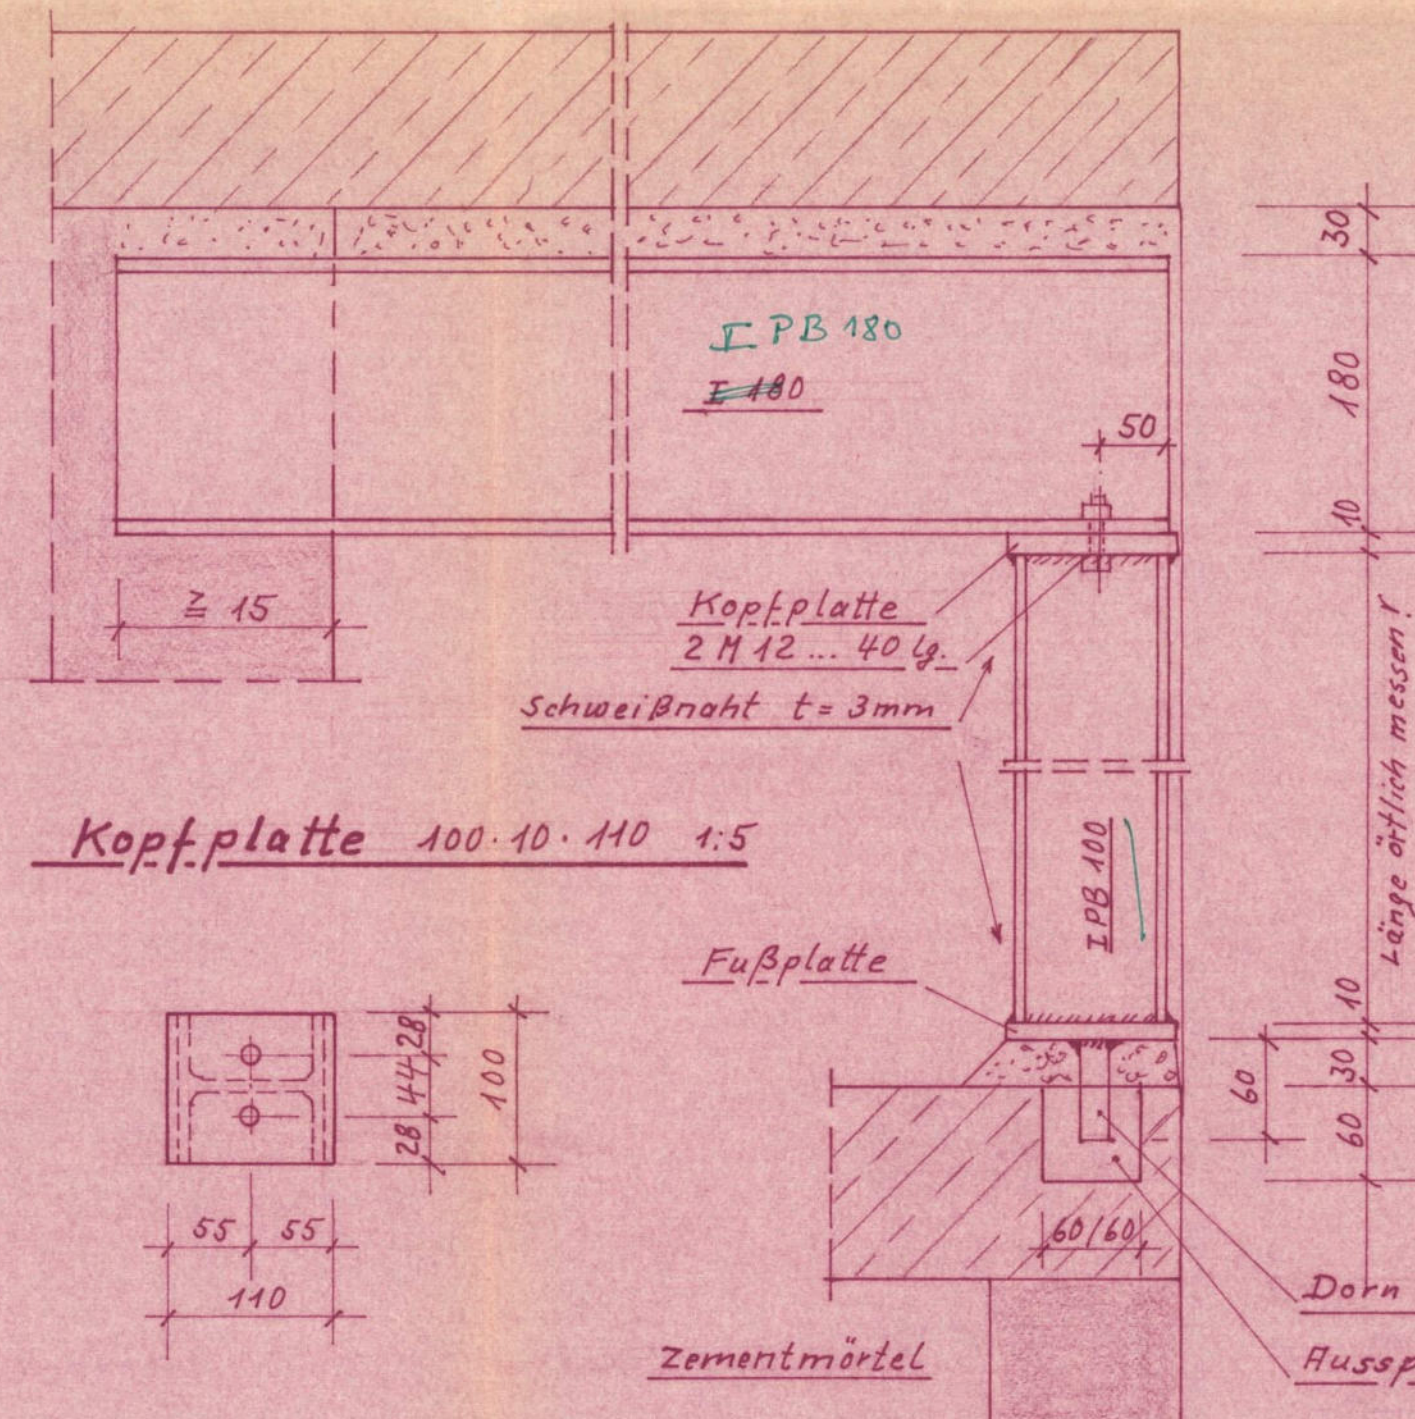 I PB 180
I 180
50
30
180
10
≥ 15
Kopfplatte
2 M 12 ... 40 lg.
Schweißnaht t = 3mm
Länge örtlich messen!
Kopfplatte 100·10·110 1:5
IPB 100
Fußplatte
10
30
60
60
28
44
28
100
55 55
110
60/60
Dorn
Zementmörtel
Aussp